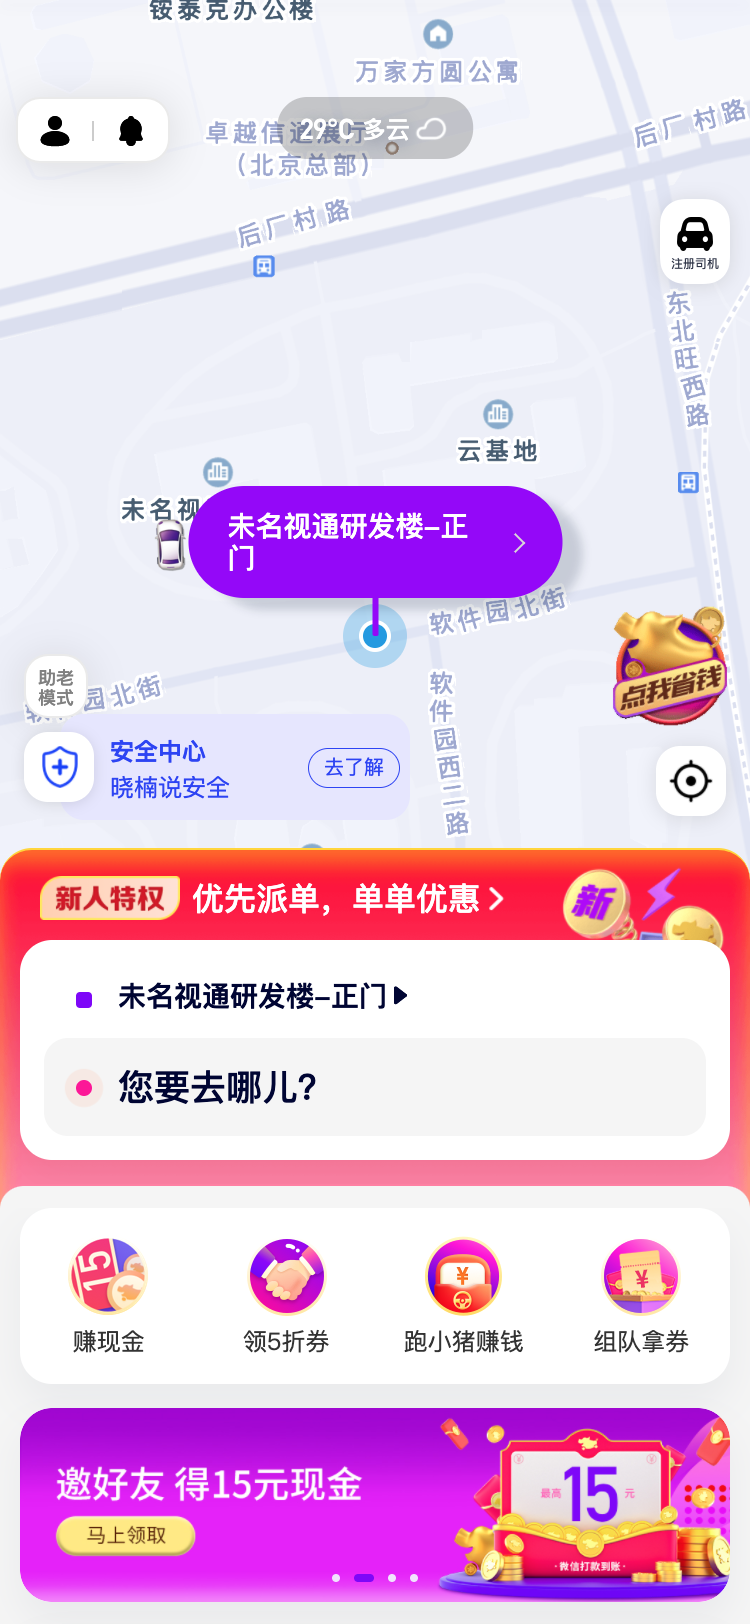 铵泰克办公楼
万家方圆公寓
卓越信通展厅
（北京总部）
29°C 多云
后厂村路
后厂村路
注册司机
东北旺西路
云基地
未名视
未名视通研发楼-正
门
软件园北街
助老
模式
园北街
软件园西二路
点我省钱
安全中心
晓楠说安全
去了解
新人特权
优先派单，单单优惠
新
未名视通研发楼-正门
您要去哪儿?
15
¥
¥
赚现金
领5折券
跑小猪赚钱
组队拿券
邀好友 得15元现金
马上领取
最高15元
·微信打款到账·